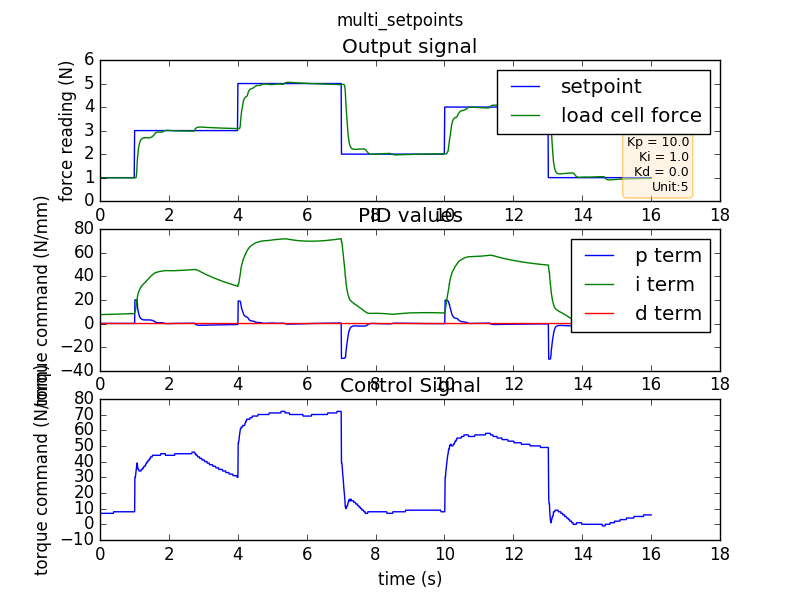 multi_setpoints
Output signal
force reading (N)
6
5
4
3
2
1
0
setpoint
load cell force
Kp = 10.0
Ki = 1.0
Kd = 0.0
Unit:5
0 2 4 6 8 10 12 14 16 18
PID values
torque command (N/mm)
80
60
40
20
0
−20
−40
p term
i term
d term
0 2 4 6 8 10 12 14 16 18
Control Signal
torque command (N/mm)
80
70
60
50
40
30
20
10
0
−10
0 2 4 6 8 10 12 14 16 18
time (s)